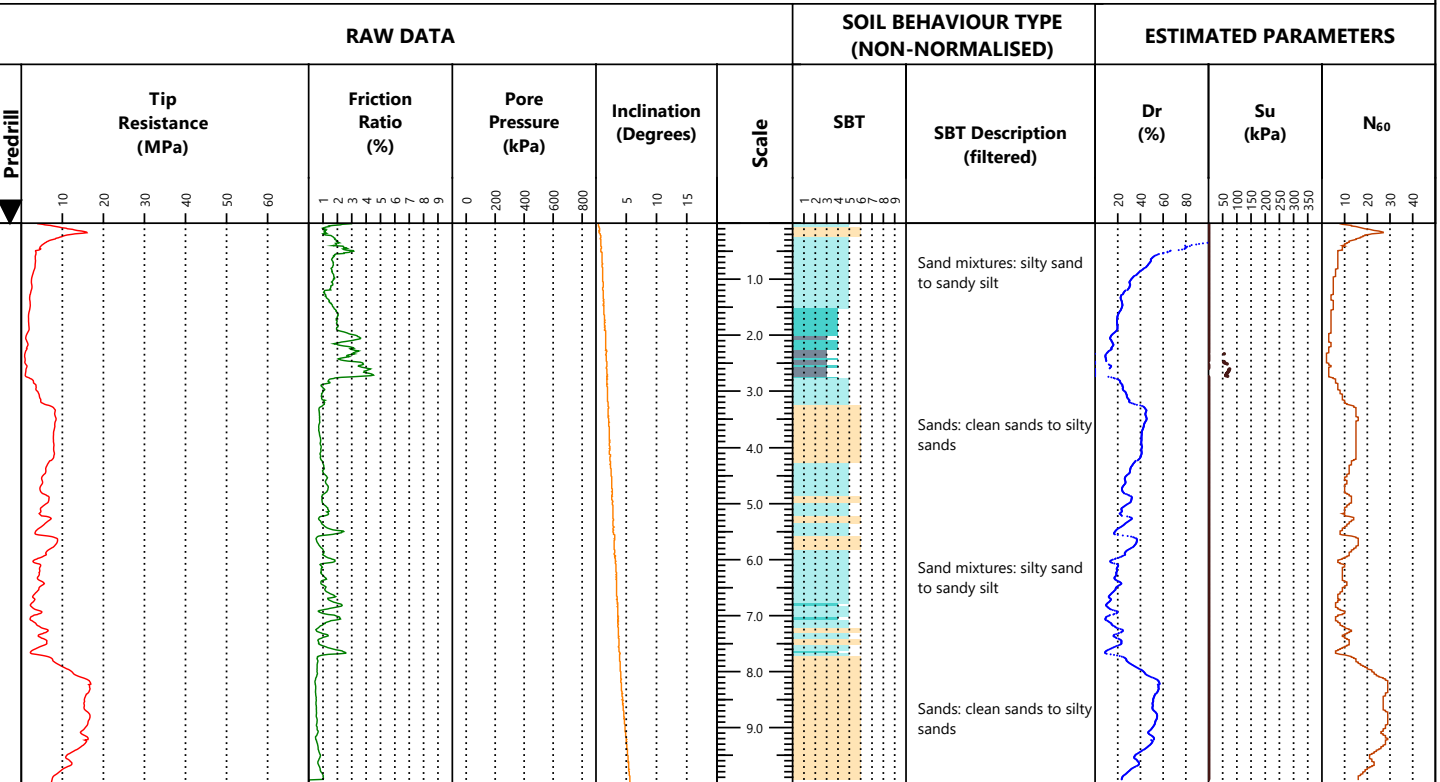 RAW DATA
SOIL BEHAVIOUR TYPE
(NON-NORMALISED)
ESTIMATED PARAMETERS
Predrill
Tip
Resistance
(MPa)
Friction
Ratio
(%)
Pore
Pressure
(kPa)
Inclination
(Degrees)
Scale
SBT
SBT Description
(filtered)
Dr
(%)
Su
(kPa)
N60
10 20 30 40 50 60
1 2 3 4 5 6 7 8 9
0 200 400 600 800
5 10 15
1 2 3 4 5 6 7 8 9
20 40 60 80
50 100 150 200 250 300 350
10 20 30 40
1.0
2.0
3.0
4.0
5.0
6.0
7.0
8.0
9.0
Sand mixtures: silty sand
to sandy silt
Sands: clean sands to silty
sands
Sand mixtures: silty sand
to sandy silt
Sands: clean sands to silty
sands